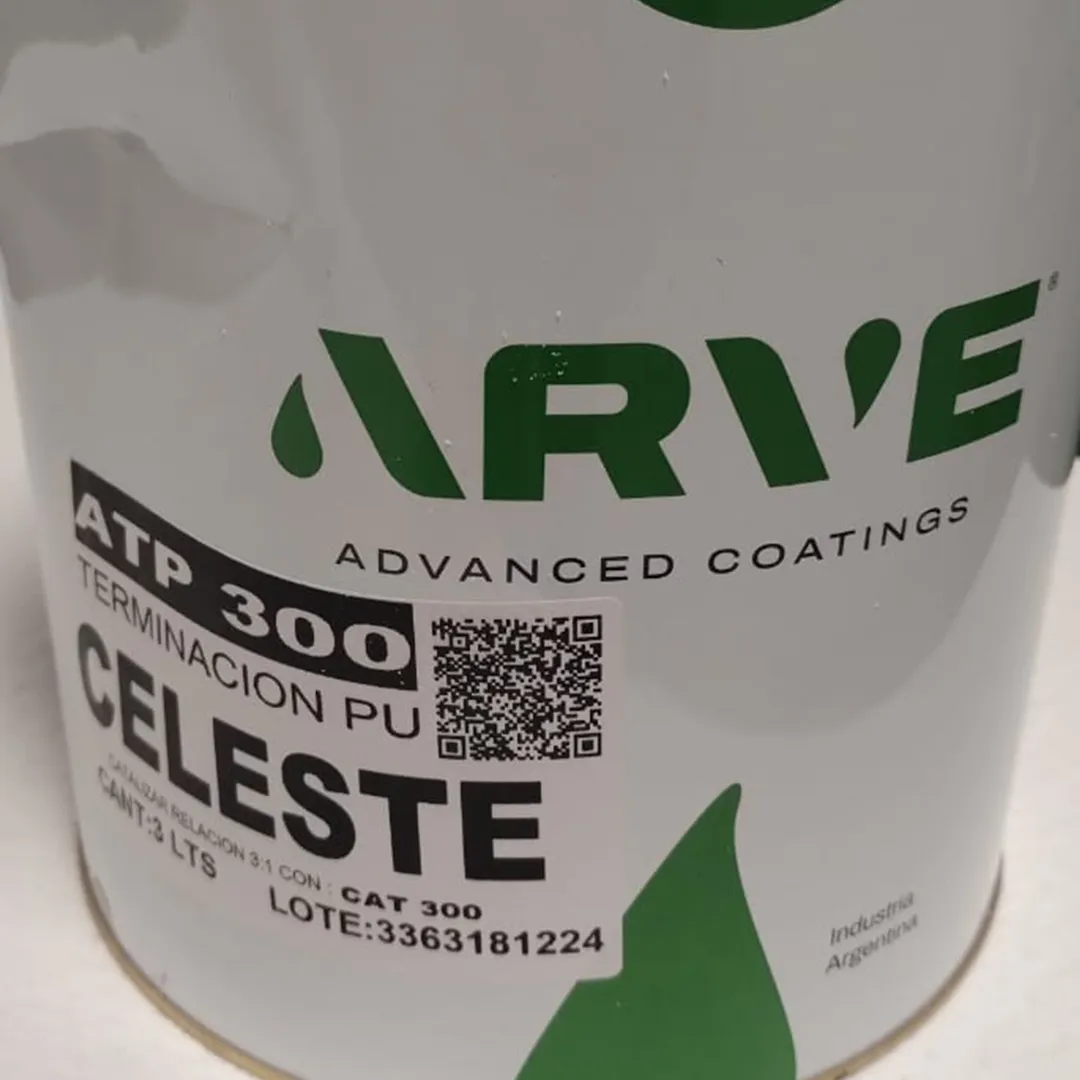 ARVE®
ADVANCED COATINGS
ATP 300
TERMINACION PU
CELESTE
CATALIZAR RELACION 3:1 CON : CAT 300
CANT:3 LTS
LOTE:3363181224
Industria
Argentina